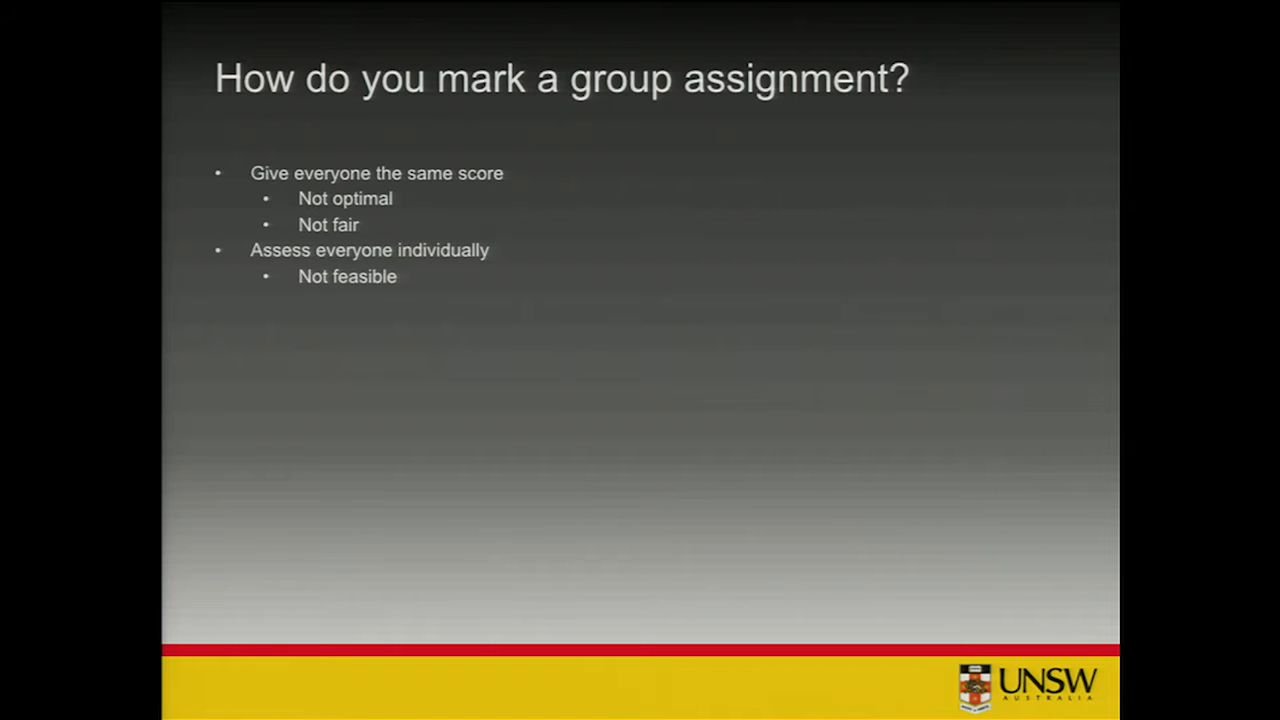 How do you mark a group assignment?
• Give everyone the same score
• Not optimal
• Not fair
• Assess everyone individually
• Not feasible
UNSW
AUSTRALIA